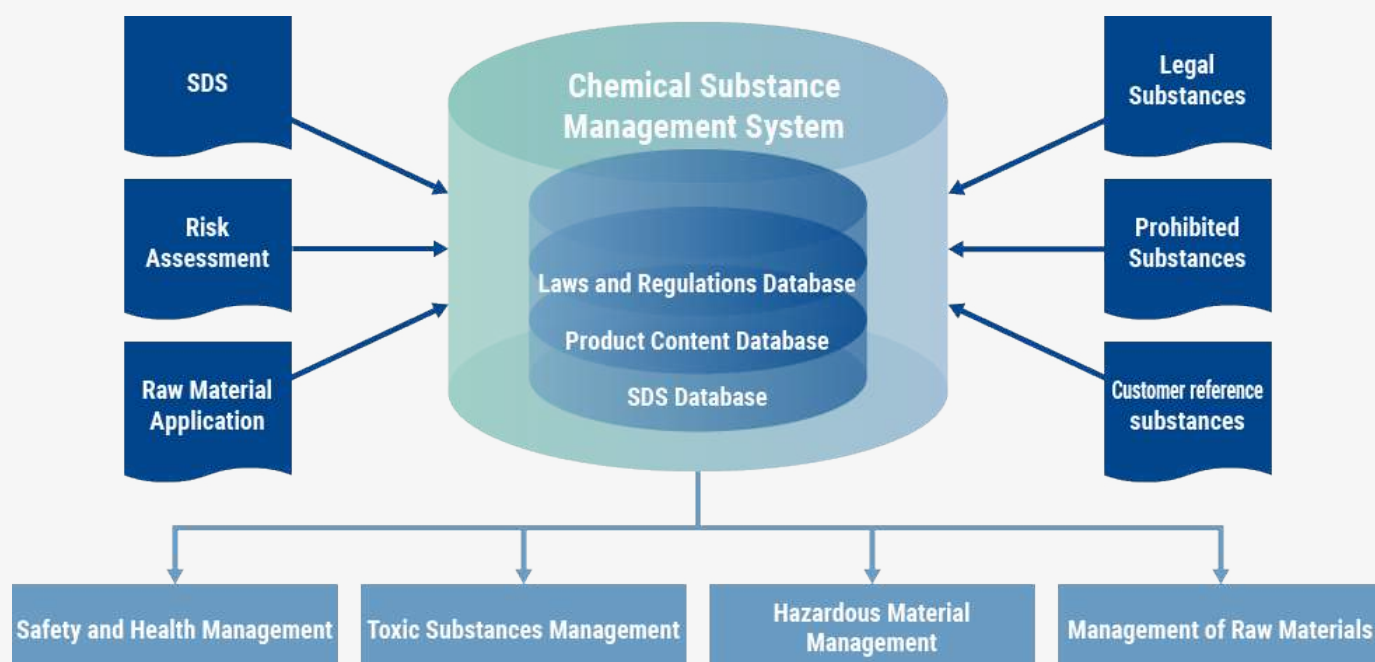 SDS
Risk
Assessment
Raw Material
Application
Chemical Substance
Management System
Laws and Regulations Database
Product Content Database
SDS Database
Legal
Substances
Prohibited
Substances
Customer reference
substances
Safety and Health Management
Toxic Substances Management
Hazardous Material
Management
Management of Raw Materials